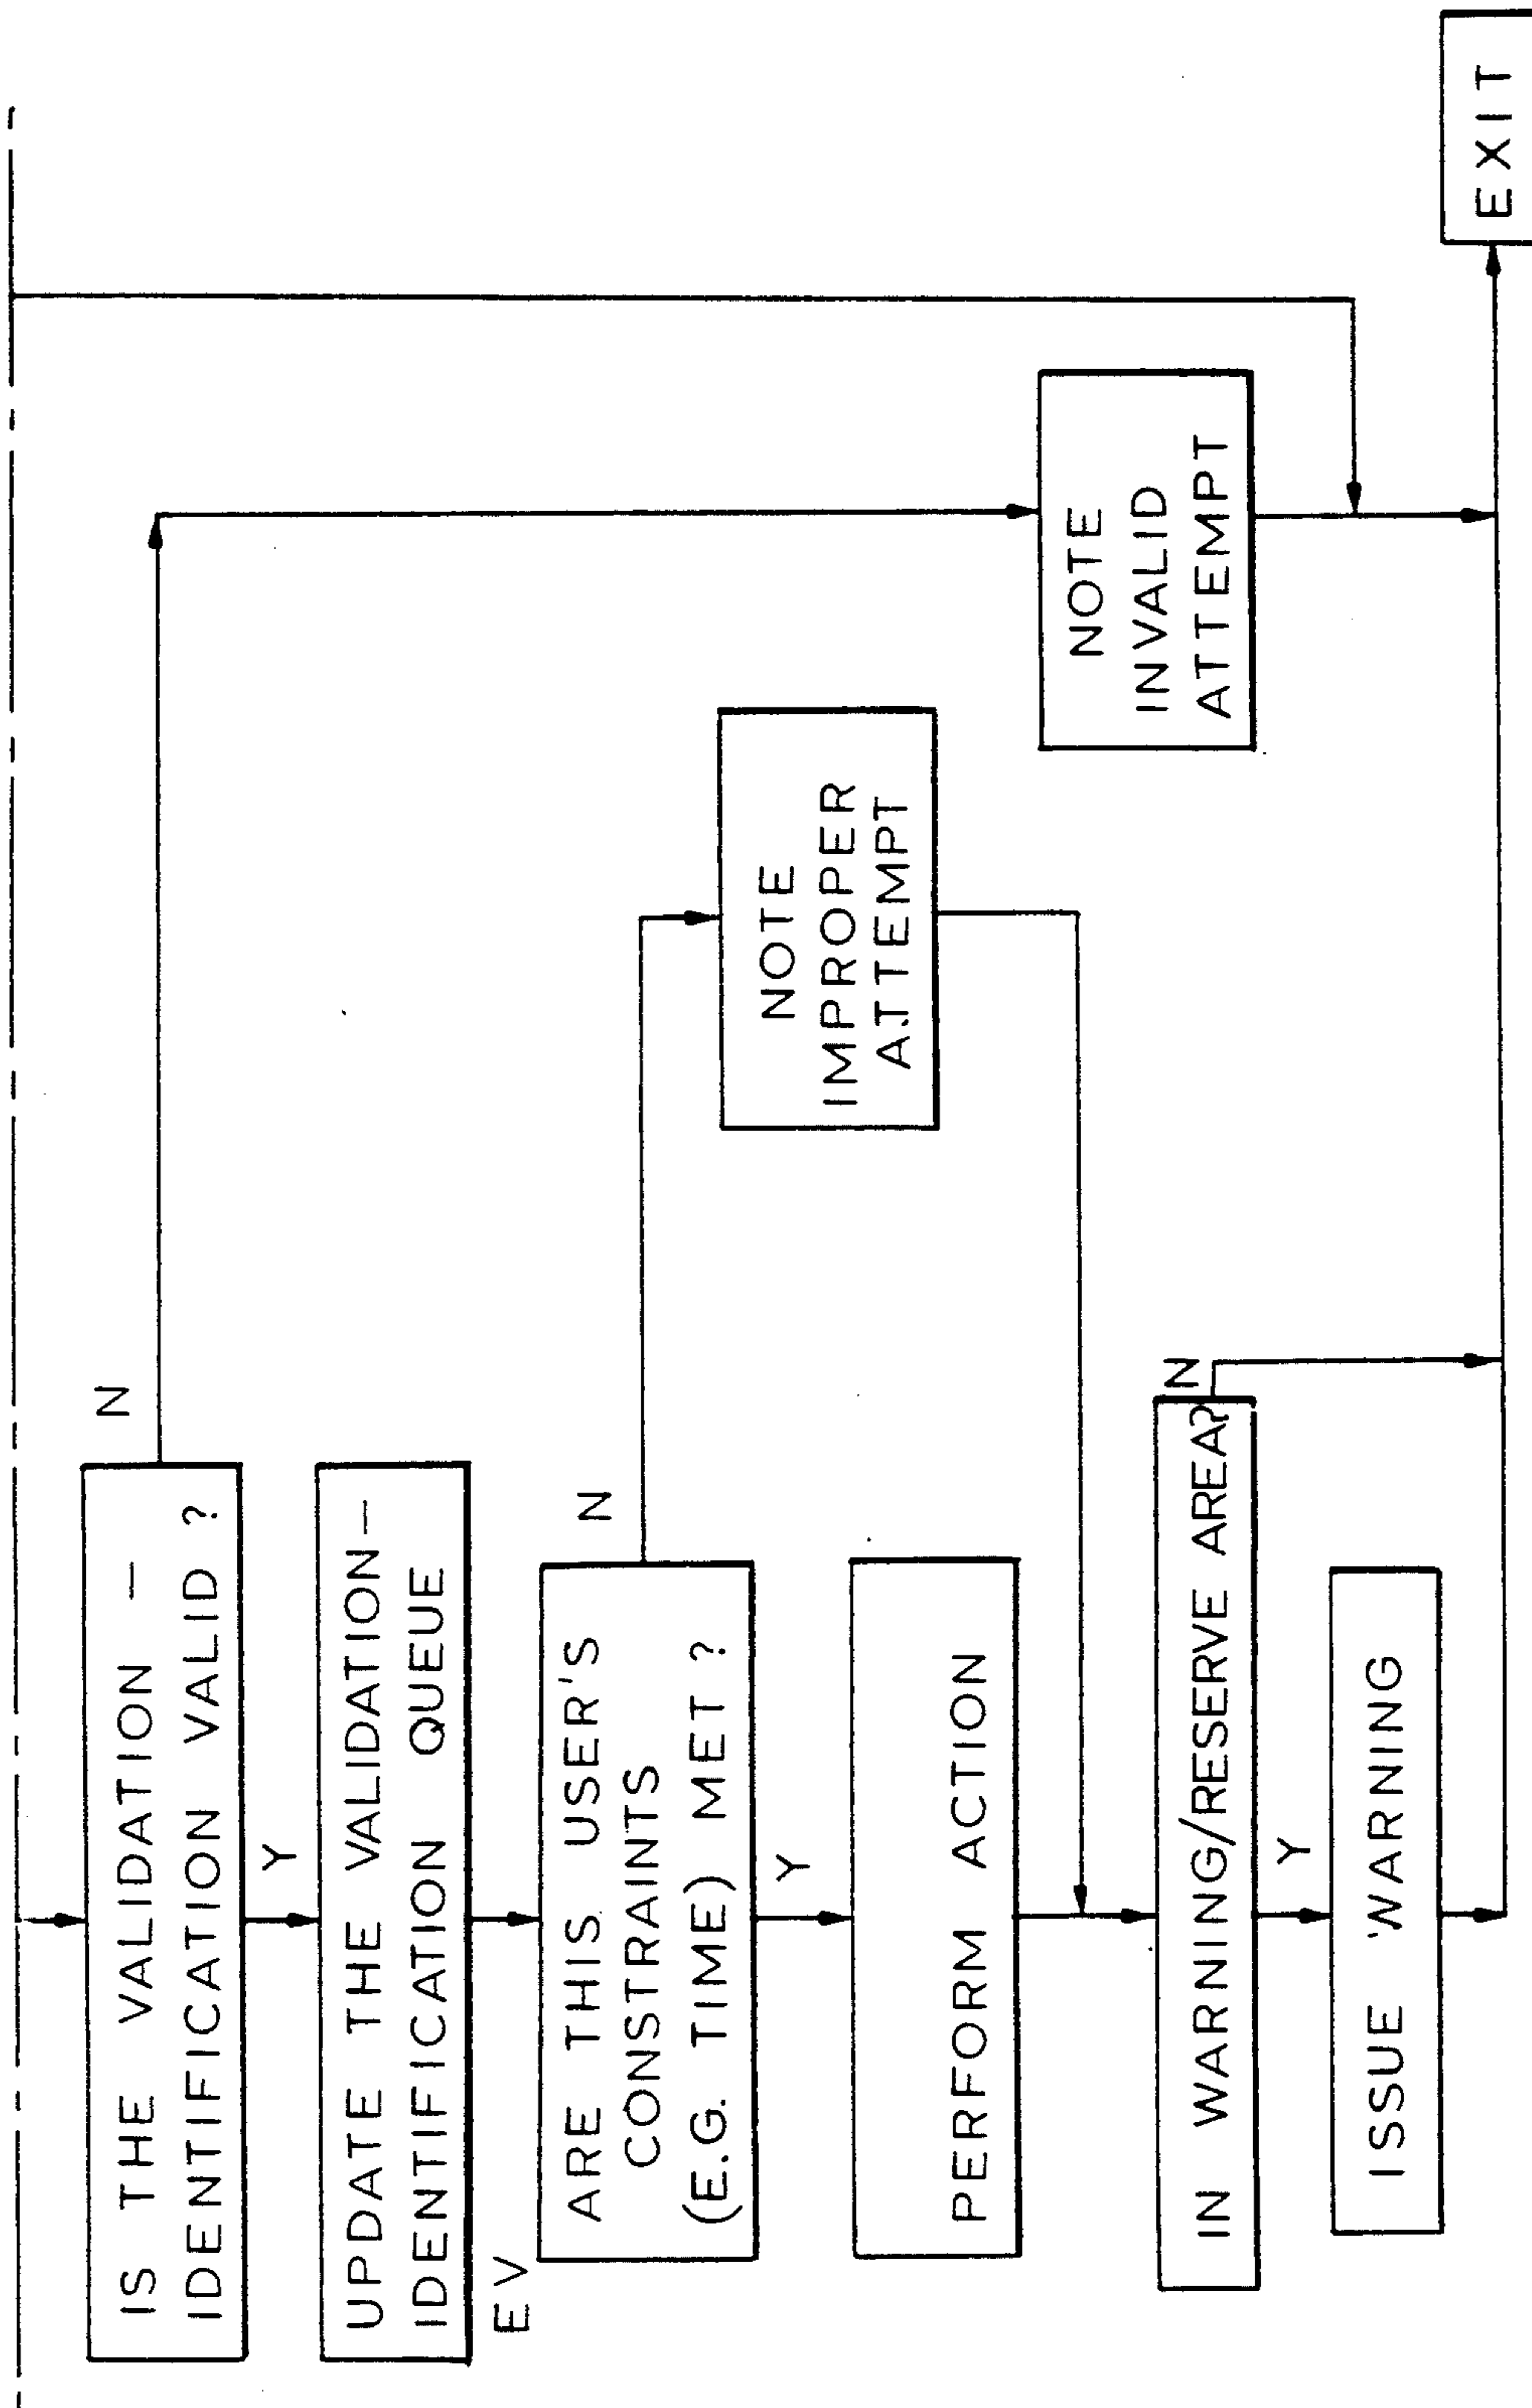 IS THE VALIDATION –
IDENTIFICATION VALID ?
N
Y
UPDATE THE VALIDATION–
IDENTIFICATION QUEUE
EV
ARE THIS USER'S
CONSTRAINTS
(E.G. TIME) MET ?
N
Y
NOTE
IMPROPER
ATTEMPT
PERFORM ACTION
NOTE
INVALID
ATTEMPT
IN WARNING/RESERVE AREA?
N
Y
ISSUE WARNING
EXIT